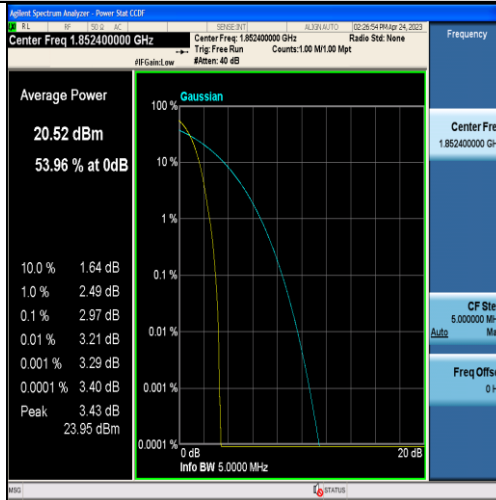 Agilent Spectrum Analyzer - Power Stat CCDF
RL RF 50 Ω AC SENSE:INT ALIGN AUTO 02:26:54 PM Apr 24, 2023
Center Freq 1.852400000 GHz
Center Freq: 1.852400000 GHz Radio Std: None
Trig: Free Run Counts:1.00 M/1.00 Mpt
#IFGain:Low #Atten: 40 dB
Frequency
Average Power
20.52 dBm
53.96 % at 0dB
10.0 % 1.64 dB
1.0 % 2.49 dB
0.1 % 2.97 dB
0.01 % 3.21 dB
0.001 % 3.29 dB
0.0001 % 3.40 dB
Peak 3.43 dB
23.95 dBm
Gaussian
100 %
10 %
1 %
0.1 %
0.01 %
0.001 %
0.0001 %
0 dB 20 dB
Info BW 5.0000 MHz
Center Fre
1.852400000 GH
CF Ste
5.000000 MH
Auto Ma
Freq Offse
0 H
MSG STATUS